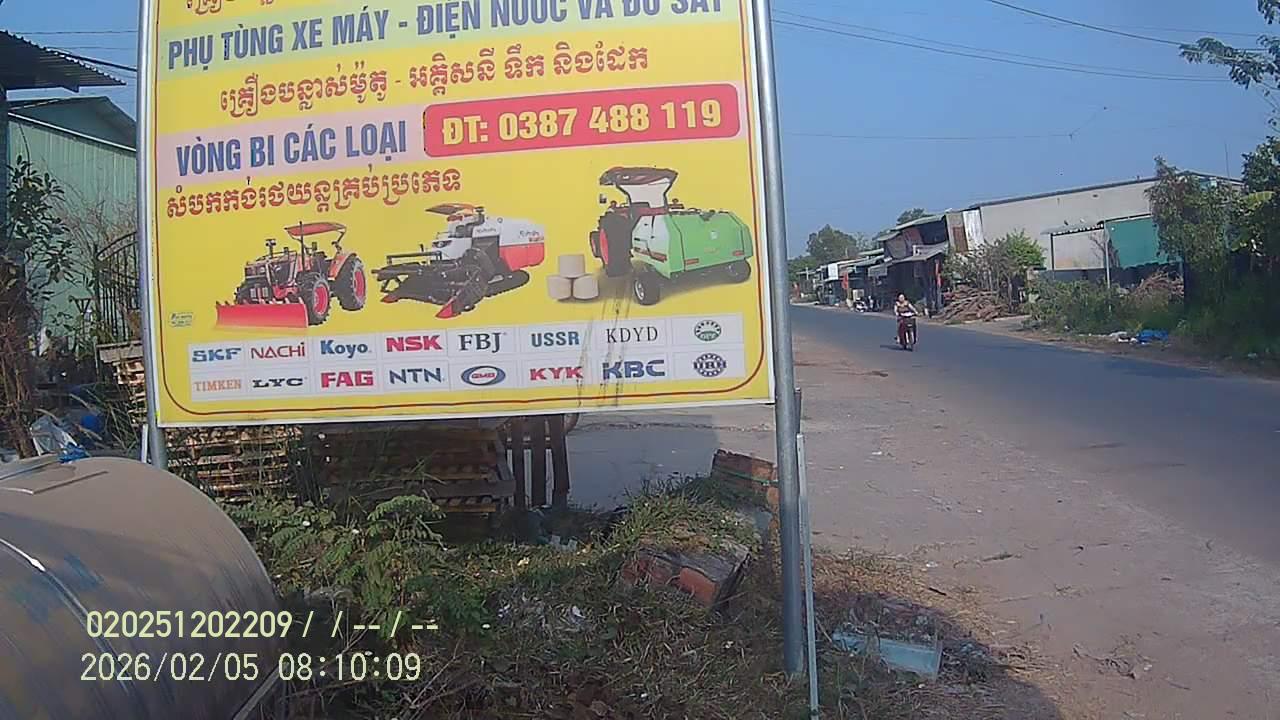 PHỤ TÙNG XE MÁY - ĐIỆN NƯỚC VÀ ĐỒ SẮT
គ្រឿងបន្លាស់ម៉ូតូ - អគ្គិសនី ទឹក និងដែក
VÒNG BI CÁC LOẠI
ĐT: 0387 488 119
សំបកកង់រថយន្តគ្រប់ប្រភេទ
SKF NACHI Koyo NSK FBJ USSR KDYD
TIMKEN LYC FAG NTN GMB KYK KBC
020251202209 / / -- / --
2026/02/05 08:10:09